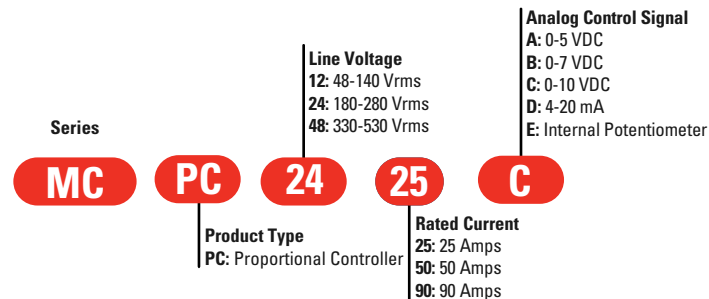 Analog Control Signal
A: 0-5 VDC
B: 0-7 VDC
C: 0-10 VDC
D: 4-20 mA
E: Internal Potentiometer
Line Voltage
12: 48-140 Vrms
24: 180-280 Vrms
48: 330-530 Vrms
Series
MC PC 24 25 C
Product Type
PC: Proportional Controller
Rated Current
25: 25 Amps
50: 50 Amps
90: 90 Amps